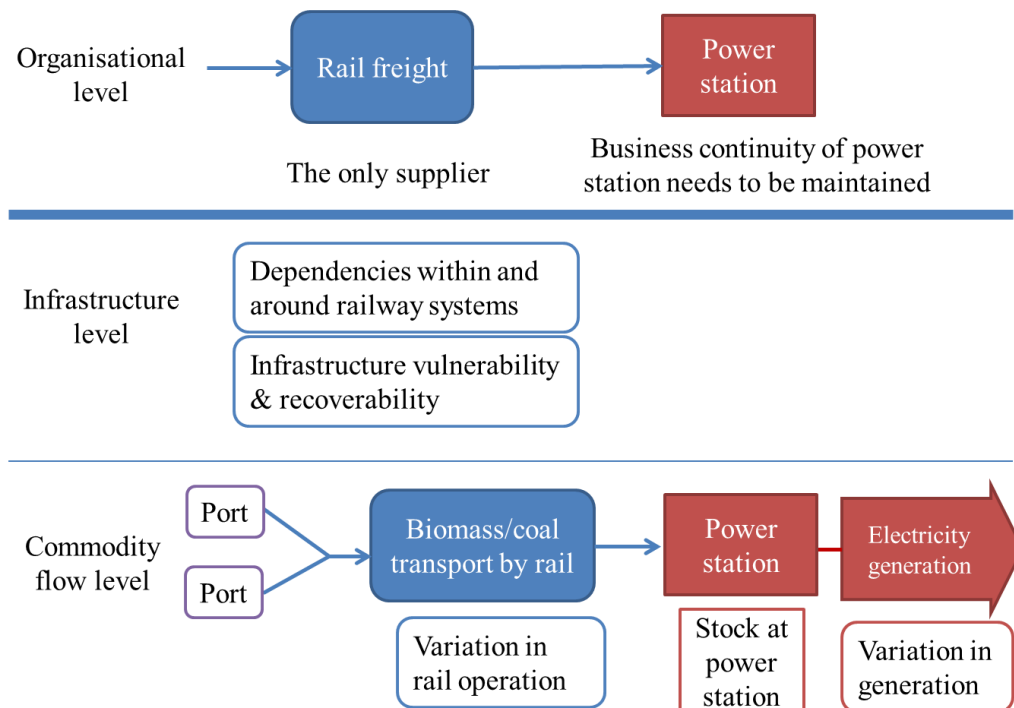 Organisational
level
Rail freight
Power
station
The only supplier
Business continuity of power
station needs to be maintained
Infrastructure
level
Dependencies within and
around railway systems
Infrastructure vulnerability
& recoverability
Commodity
flow level
Port
Port
Biomass/coal
transport by rail
Power
station
Electricity
generation
Variation in
rail operation
Stock at
power
station
Variation in
generation